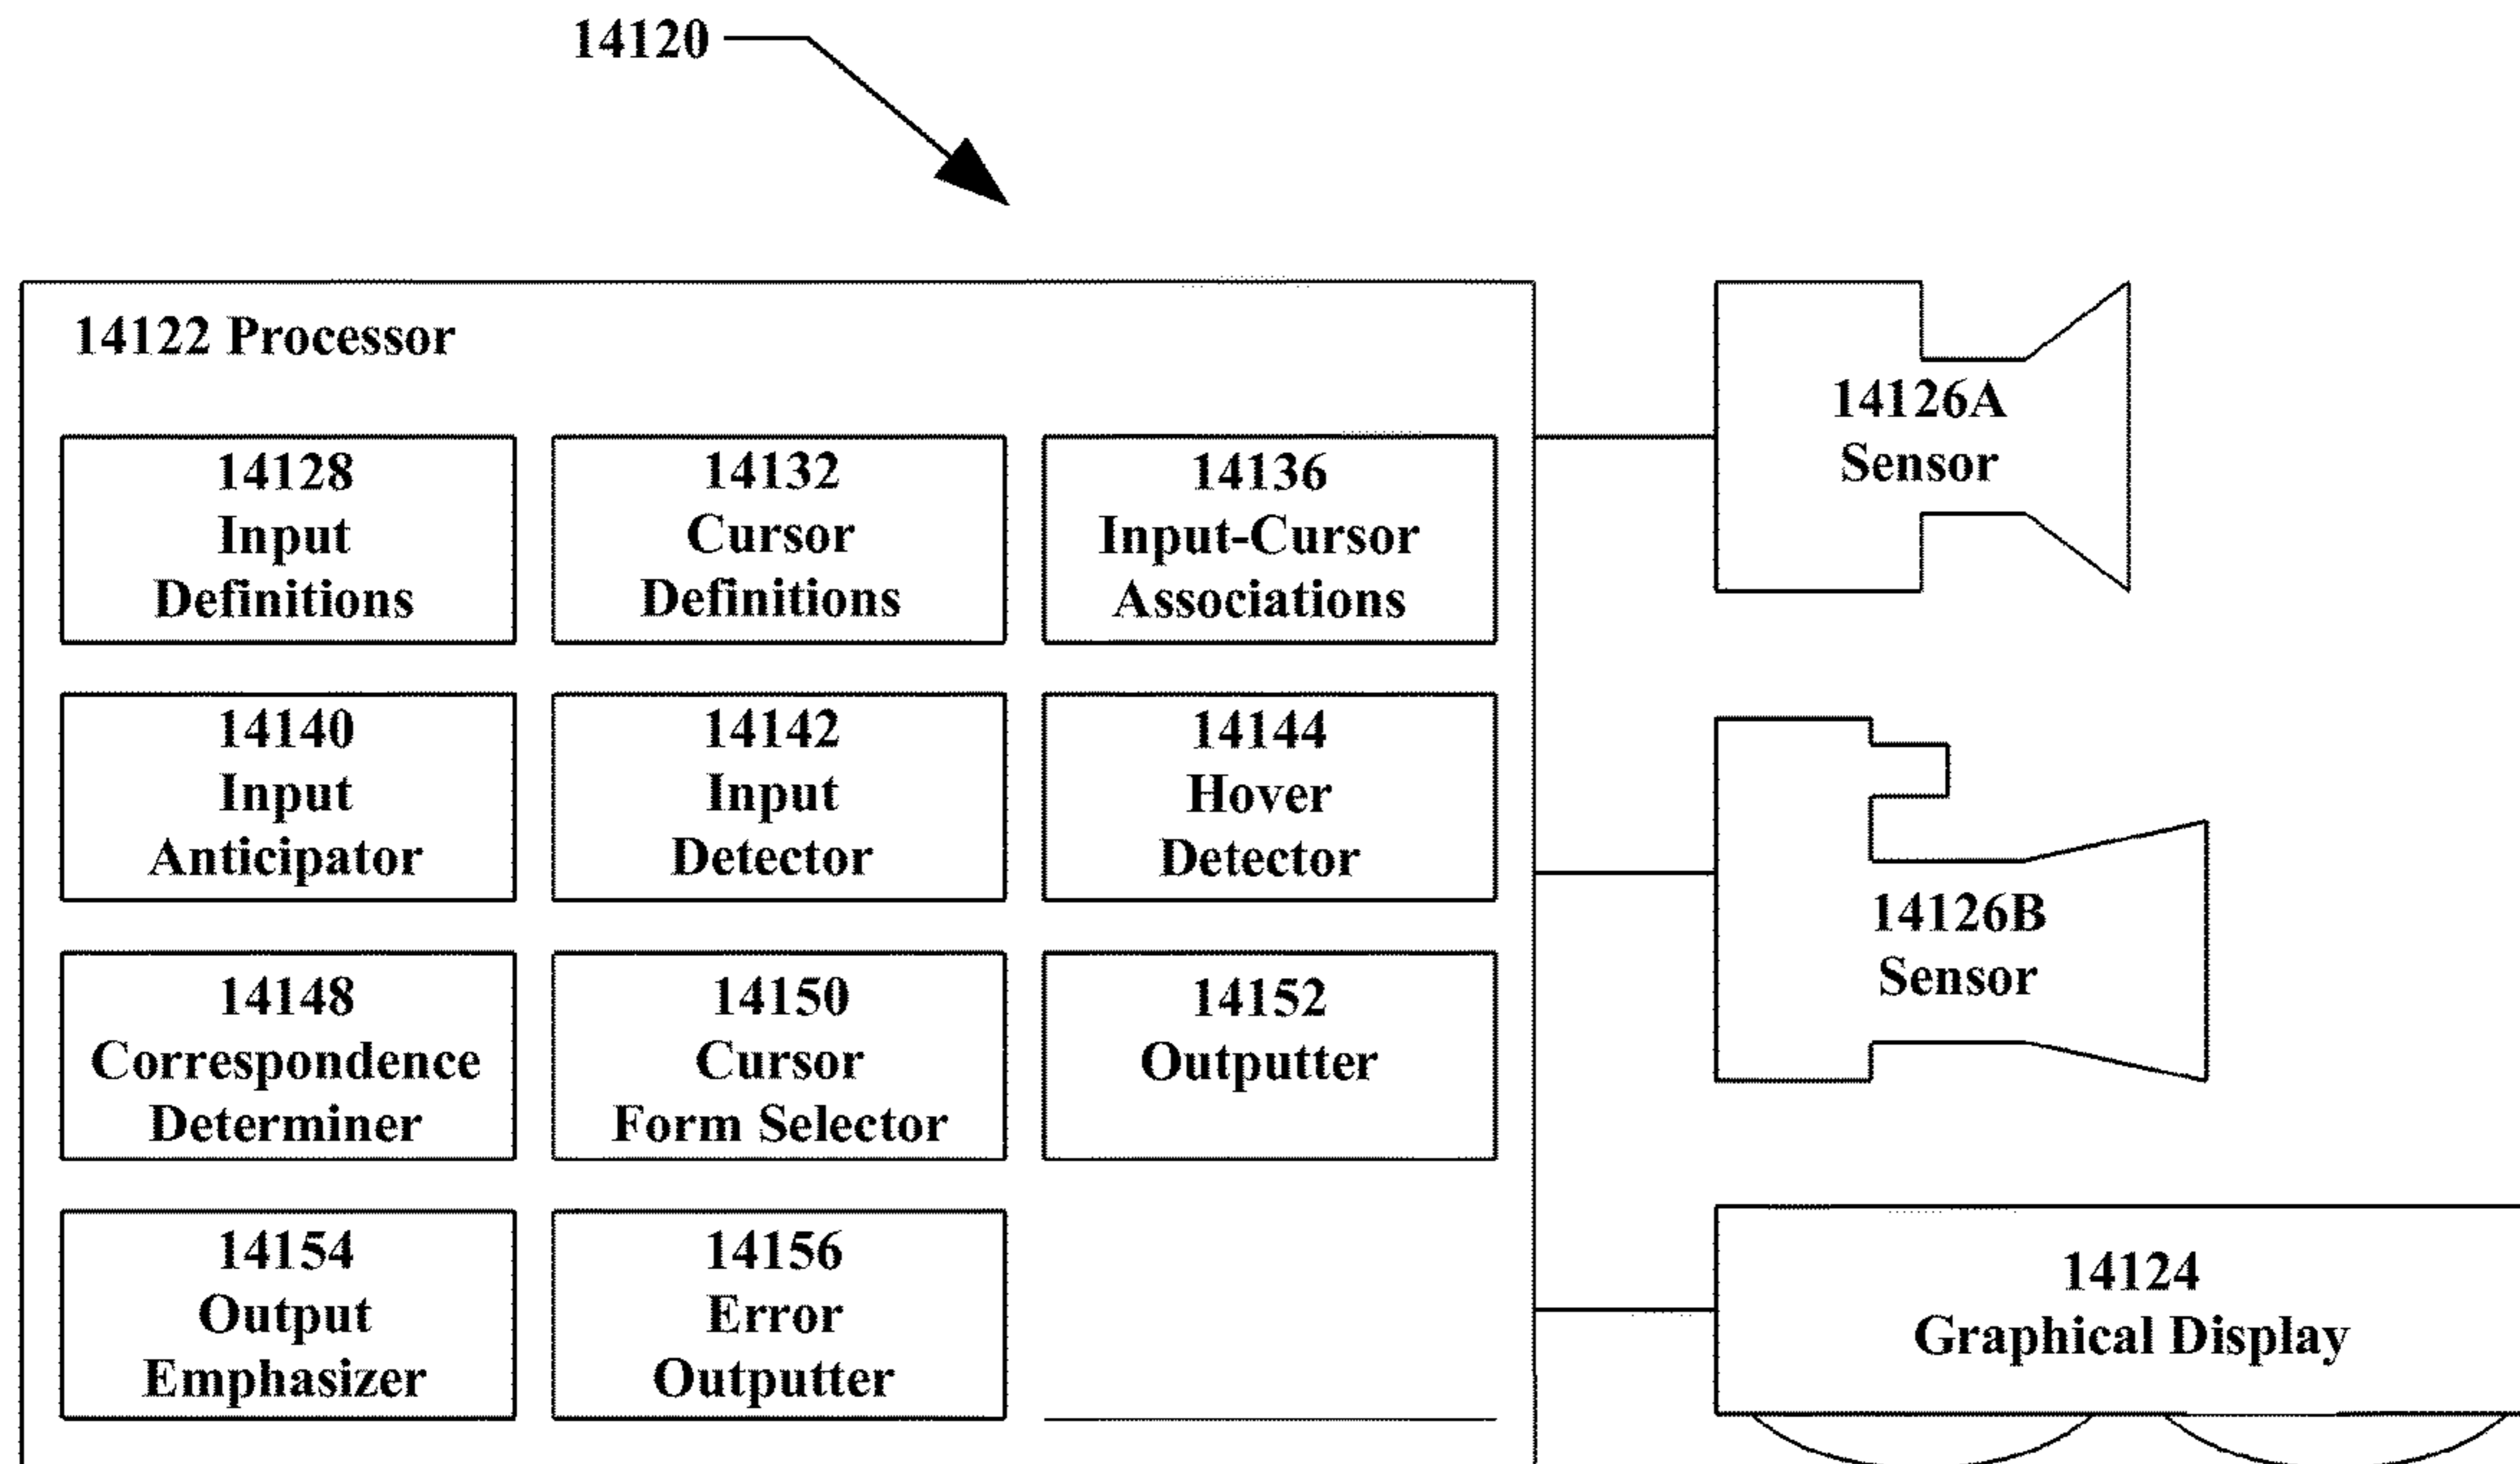 14120
14122 Processor
14128
Input
Definitions
14132
Cursor
Definitions
14136
Input-Cursor
Associations
14140
Input
Anticipator
14142
Input
Detector
14144
Hover
Detector
14148
Correspondence
Determiner
14150
Cursor
Form Selector
14152
Outputter
14154
Output
Emphasizer
14156
Error
Outputter
14126A
Sensor
14126B
Sensor
14124
Graphical Display